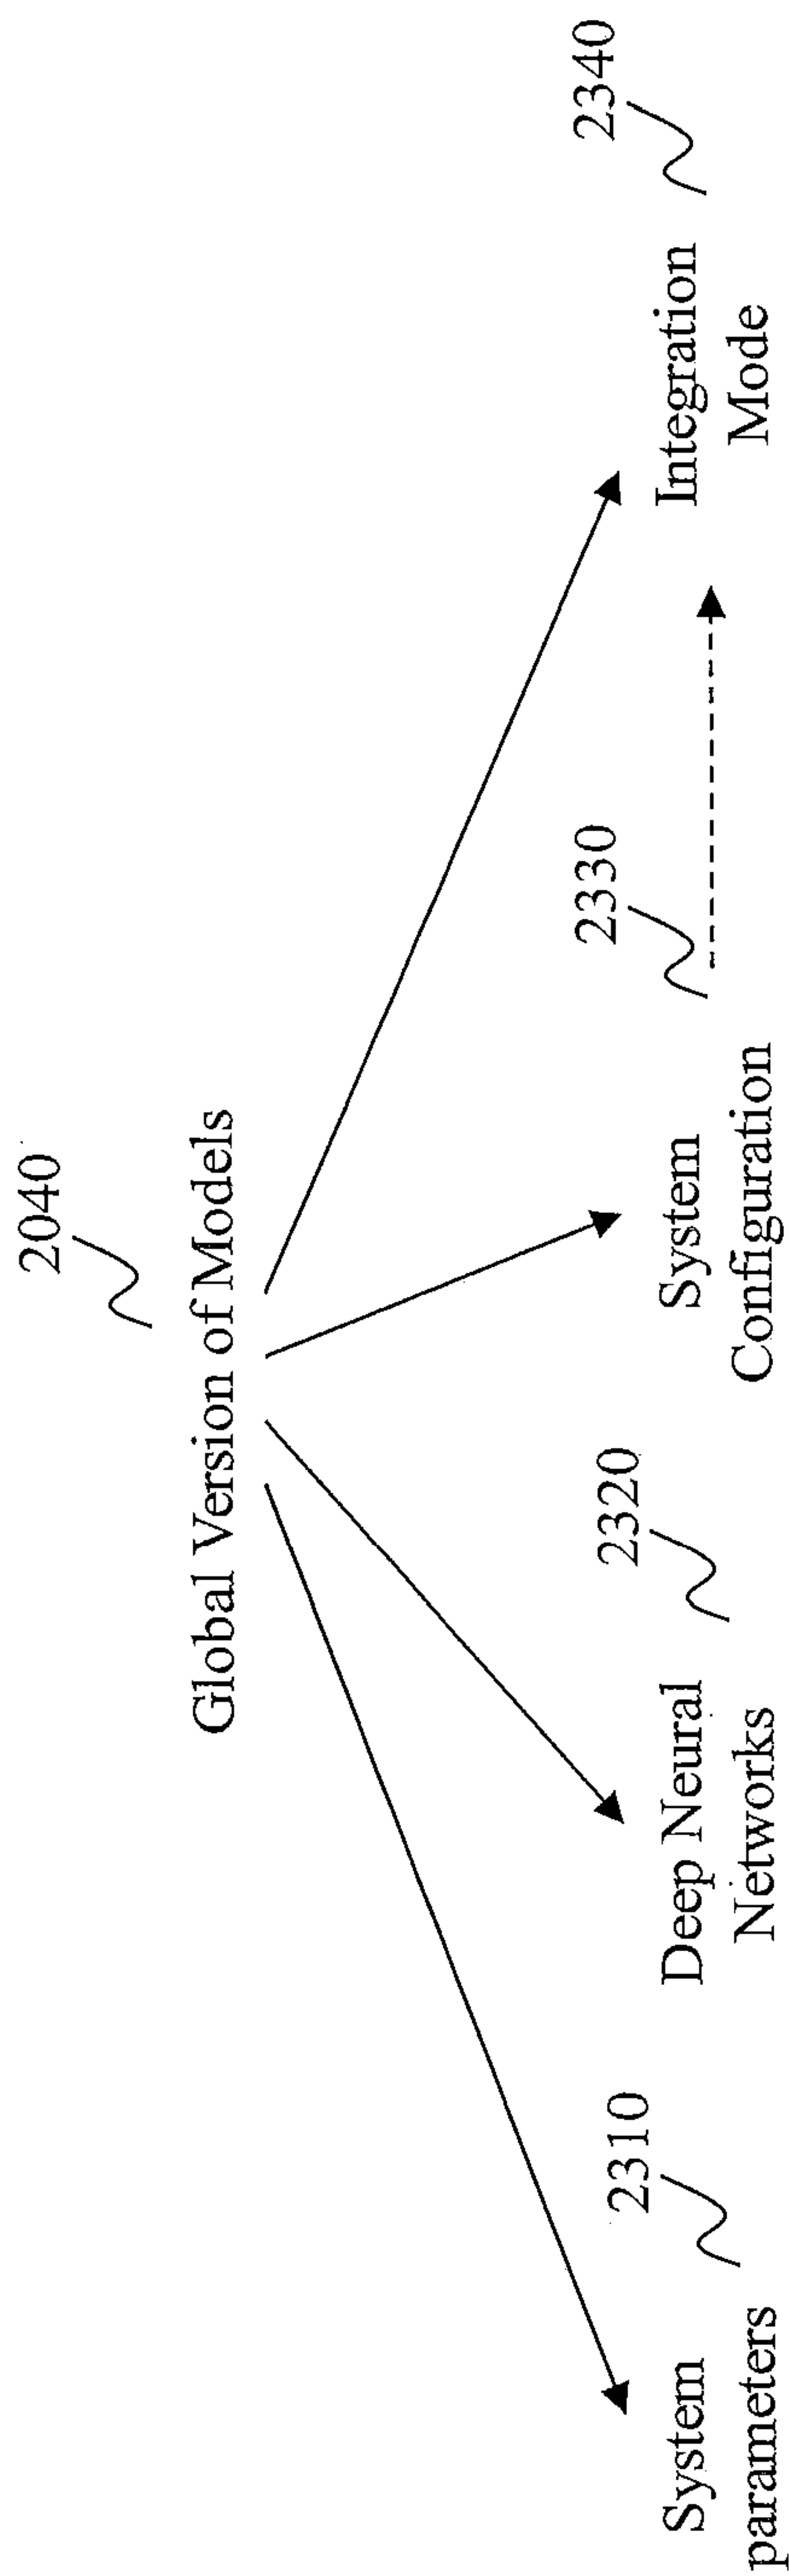 2040
Global Version of Models
2310
2320
2330
2340
System
parameters
Deep Neural
Networks
System
Configuration
Integration
Mode